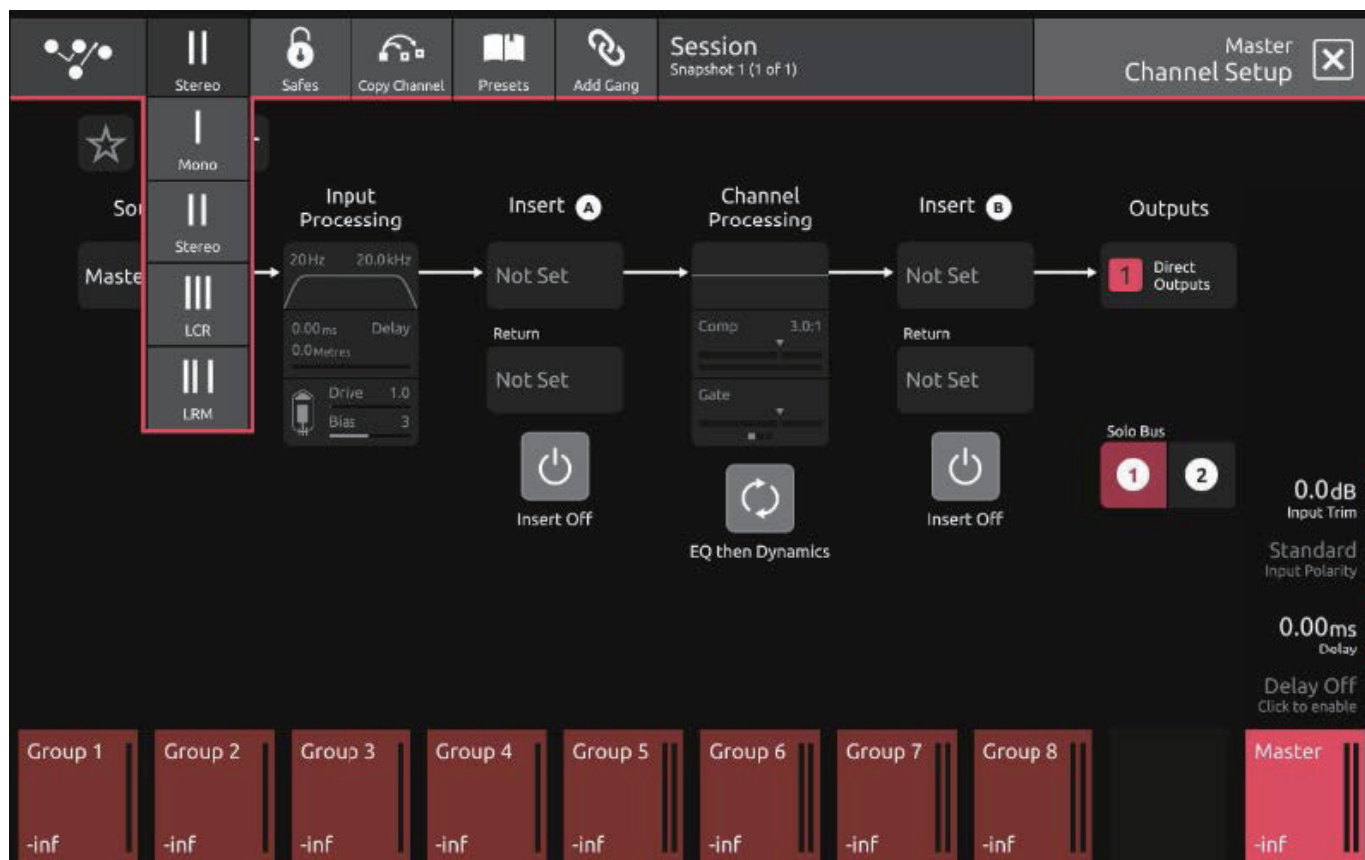 Stereo
Safes
Copy Channel
Presets
Add Gang
Session
Snapshot 1 (1 of 1)
Master
Channel Setup
Mono
Stereo
LCR
LRM
Input
Processing
20Hz 20.0kHz
0.00ms Delay
0.0Metres
Drive 1.0
Bias 3
Insert A
Not Set
Return
Not Set
Insert Off
Channel
Processing
Comp 3.0:1
Gate
EQ then Dynamics
Insert B
Not Set
Return
Not Set
Insert Off
Outputs
1 Direct
Outputs
Solo Bus
1 2
0.0dB
Input Trim
Standard
Input Polarity
0.00ms
Delay
Delay Off
Click to enable
Group 1 Group 2 Group 3 Group 4 Group 5 Group 6 Group 7 Group 8 Master
-inf -inf -inf -inf -inf -inf -inf -inf -inf